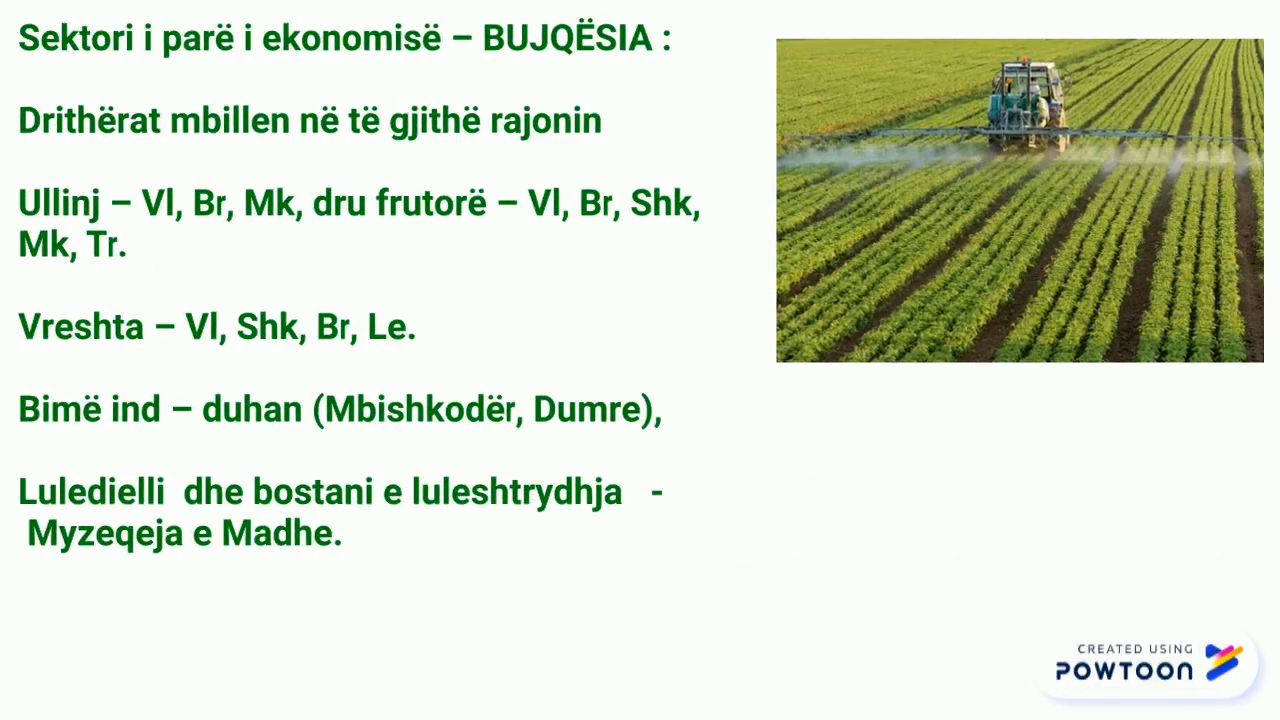 Sektori i parë i ekonomisë – BUJQËSIA :
Drithërat mbillen në të gjithë rajonin
Ullinj – Vl, Br, Mk, dru frutorë – Vl, Br, Shk,
Mk, Tr.
Vreshta – Vl, Shk, Br, Le.
Bimë ind – duhan (Mbishkodër, Dumre),
Luledielli dhe bostani e luleshtrydhja -
Myzeqeja e Madhe.
CREATED USING
POWTOON